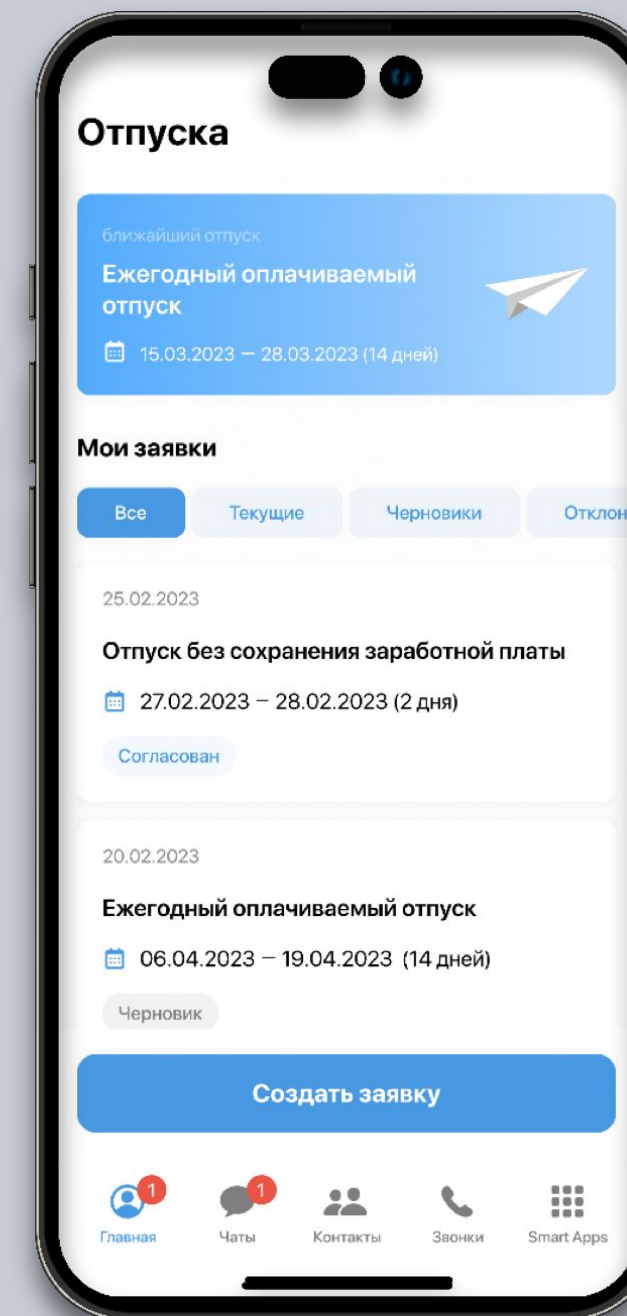 Отпуска
ближайший отпуск
Ежегодный оплачиваемый
отпуск
15.03.2023 — 28.03.2023 (14 дней)
Мои заявки
Все
Текущие
Черновики
Отклон
25.02.2023
Отпуск без сохранения заработной платы
27.02.2023 — 28.02.2023 (2 дня)
Согласован
20.02.2023
Ежегодный оплачиваемый отпуск
06.04.2023 — 19.04.2023 (14 дней)
Черновик
Создать заявку
1
1
Главная
Чаты
Контакты
Звонки
Smart Apps